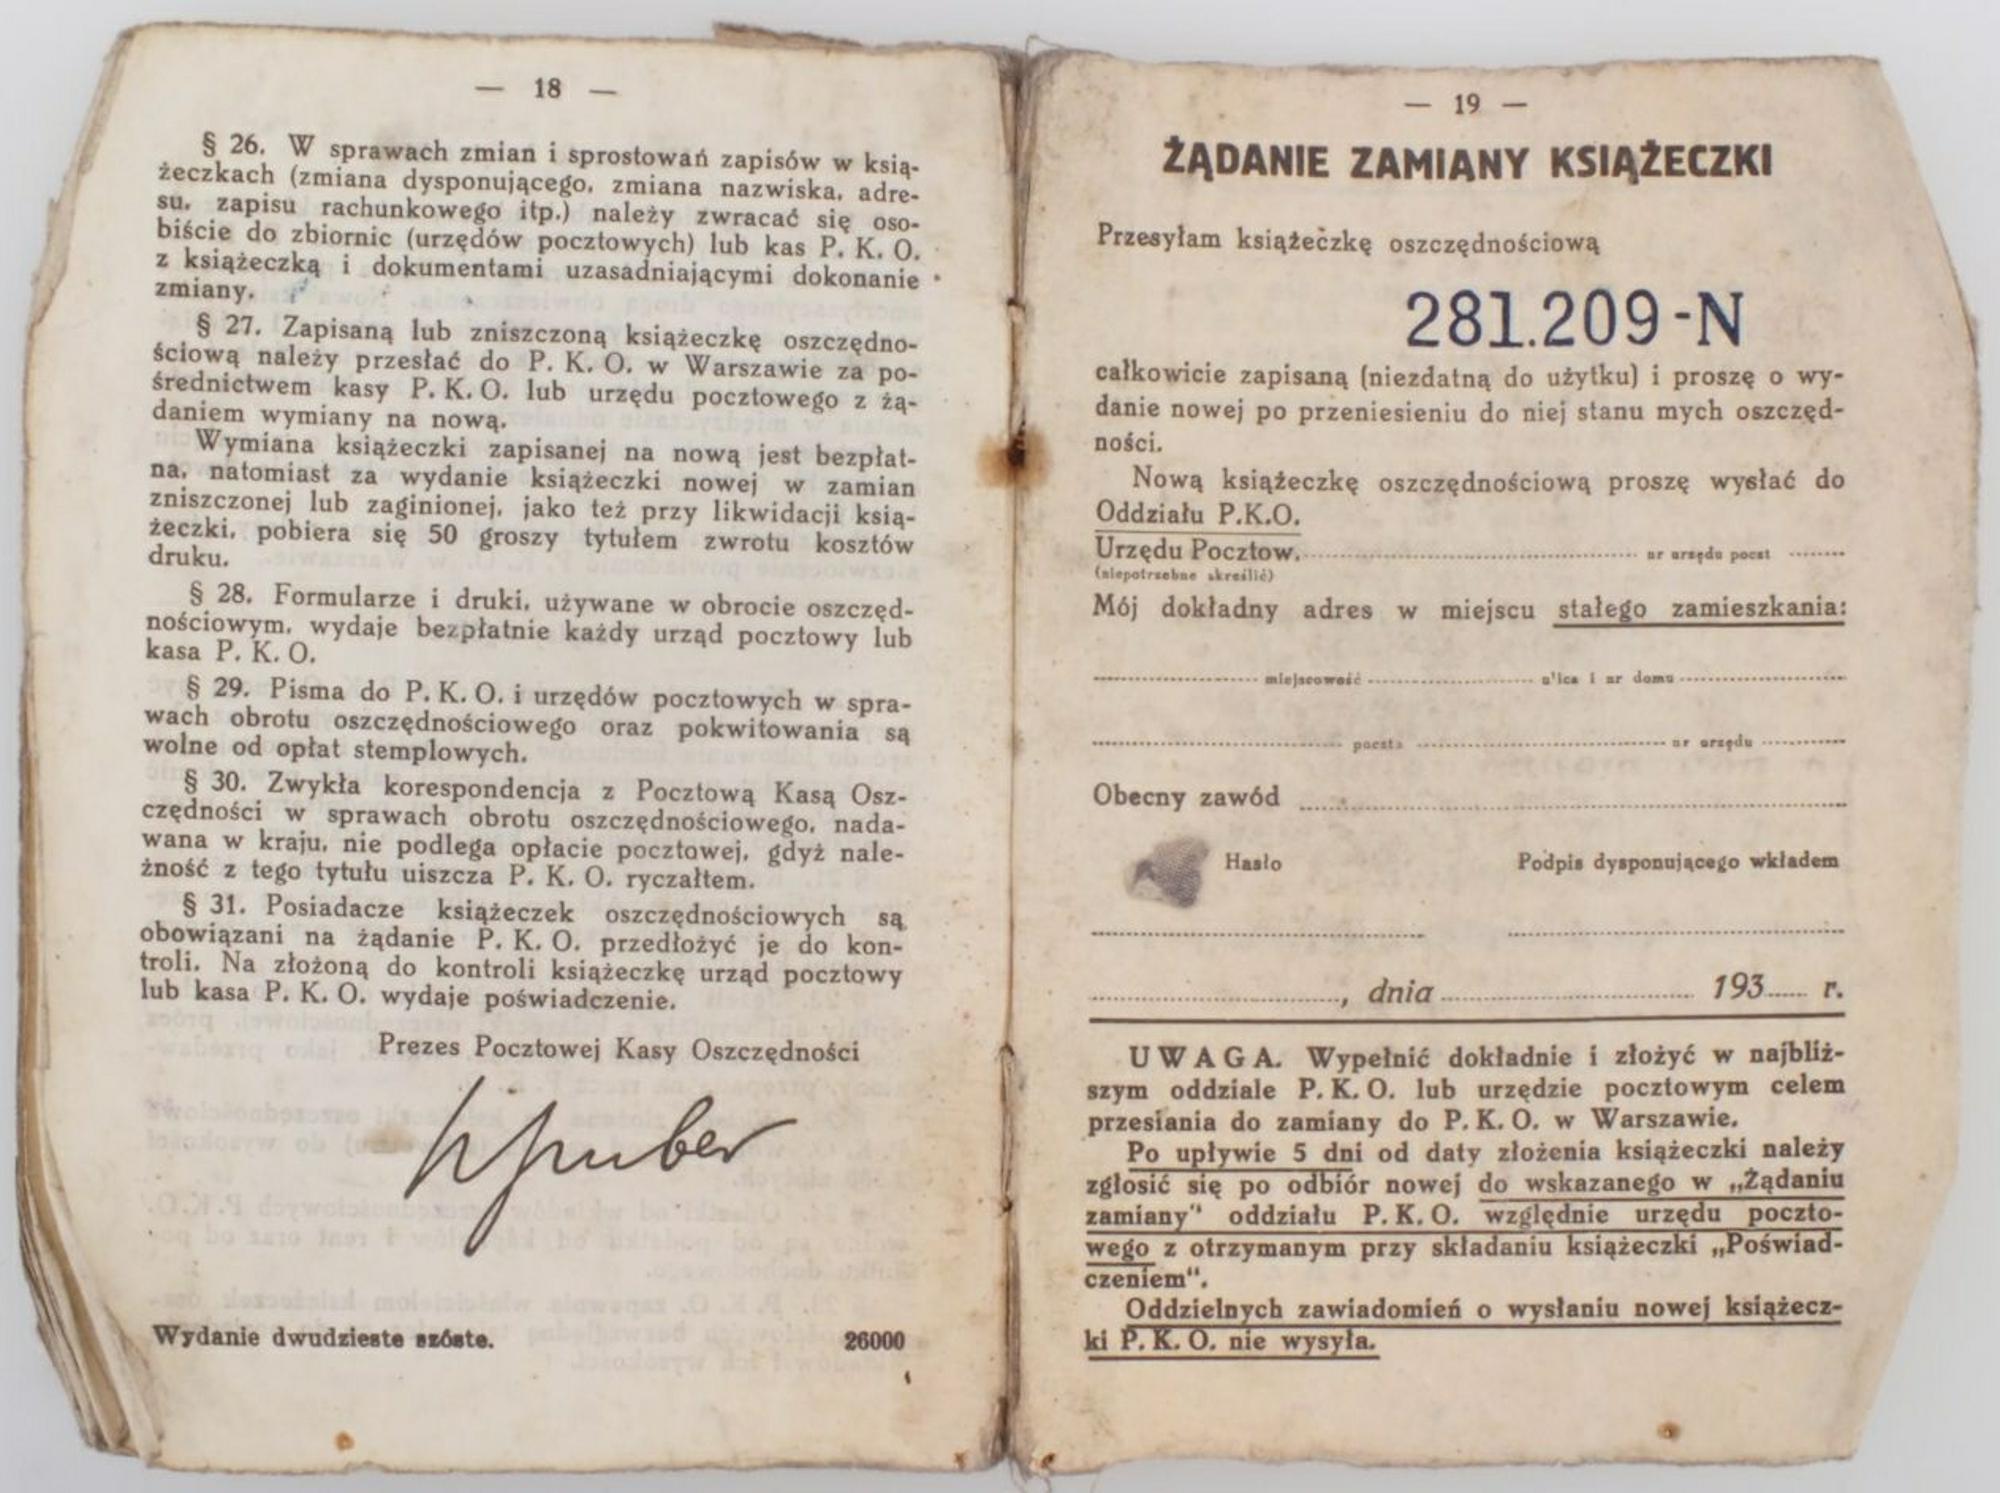 — 18 —
§ 26. W sprawach zmian i sprostowań zapisów w ksią-
żeczkach (zmiana dysponującego, zmiana nazwiska, adre-
su, zapisu rachunkowego itp.) należy zwracać się oso-
biście do zbiornic (urzędów pocztowych) lub kas P. K. O.
z książeczką i dokumentami uzasadniającymi dokonanie
zmiany.
§ 27. Zapisaną lub zniszczoną książeczkę oszczędno-
ściową należy przesłać do P. K. O. w Warszawie za po-
średnictwem kasy P. K. O. lub urzędu pocztowego z żą-
daniem wymiany na nową.
Wymiana książeczki zapisanej na nową jest bezpłat-
na, natomiast za wydanie książeczki nowej w zamian
zniszczonej lub zaginionej, jako też przy likwidacji ksią-
żeczki, pobiera się 50 groszy tytułem zwrotu kosztów
druku.
§ 28. Formularze i druki, używane w obrocie oszczęd-
nościowym, wydaje bezpłatnie każdy urząd pocztowy lub
kasa P. K. O.
§ 29. Pisma do P. K. O. i urzędów pocztowych w spra-
wach obrotu oszczędnościowego oraz pokwitowania są
wolne od opłat stemplowych.
§ 30. Zwykła korespondencja z Pocztową Kasą Osz-
czędności w sprawach obrotu oszczędnościowego, nada-
wana w kraju, nie podlega opłacie pocztowej, gdyż nale-
żność z tego tytułu uiszcza P. K. O. ryczałtem.
§ 31. Posiadacze książeczek oszczędnościowych są
obowiązani na żądanie P. K. O. przedłożyć je do kon-
troli. Na złożoną do kontroli książeczkę urząd pocztowy
lub kasa P. K. O. wydaje poświadczenie.
Prezes Pocztowej Kasy Oszczędności
Wydanie dwudzieste szóste. 26000
— 19 —
ŻĄDANIE ZAMIANY KSIĄŻECZKI
Przesyłam książeczkę oszczędnościową
281.209-N
całkowicie zapisaną (niezdatną do użytku) i proszę o wy-
danie nowej po przeniesieniu do niej stanu mych oszczęd-
ności.
Nową książeczkę oszczędnościową proszę wysłać do
Oddziału P.K.O.
Urzędu Pocztow. nr urzędu poczt
(niepotrzebne skreślić)
Mój dokładny adres w miejscu stałego zamieszkania:
miejscowość ulica i nr domu
poczta nr urzędu
Obecny zawód
Hasło Podpis dysponującego wkładem
, dnia 193 r.
UWAGA. Wypełnić dokładnie i złożyć w najbliż-
szym oddziale P. K. O. lub urzędzie pocztowym celem
przesłania do zamiany do P. K. O. w Warszawie.
Po upływie 5 dni od daty złożenia książeczki należy
zgłosić się po odbiór nowej do wskazanego w „Żądaniu
zamiany" oddziału P. K. O. względnie urzędu poczto-
wego z otrzymanym przy składaniu książeczki „Poświad-
czeniem".
Oddzielnych zawiadomień o wysłaniu nowej książecz-
ki P. K. O. nie wysyła.